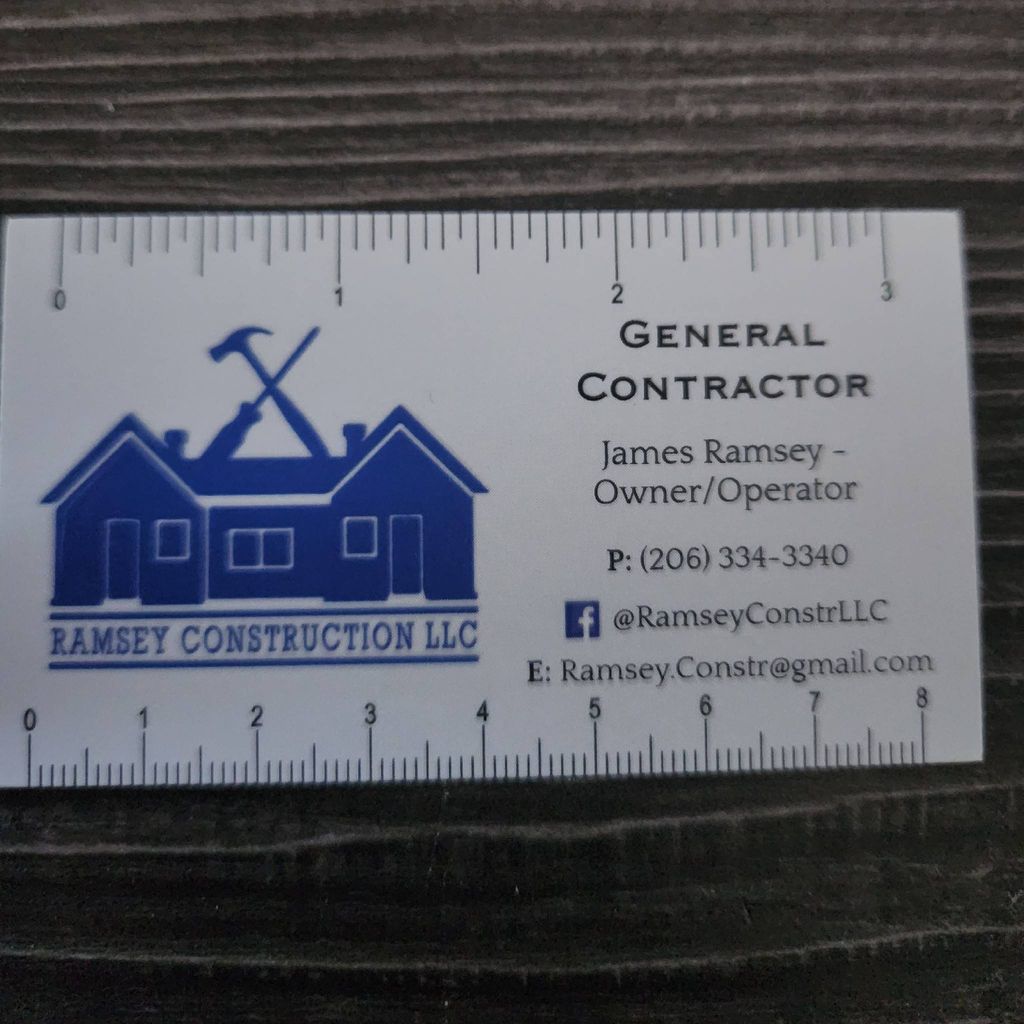 0 1 2 3
GENERAL
CONTRACTOR
James Ramsey -
Owner/Operator
P: (206) 334-3340
f @RamseyConstrLLC
E: Ramsey.Constr@gmail.com
RAMSEY CONSTRUCTION LLC
0 1 2 3 4 5 6 7 8